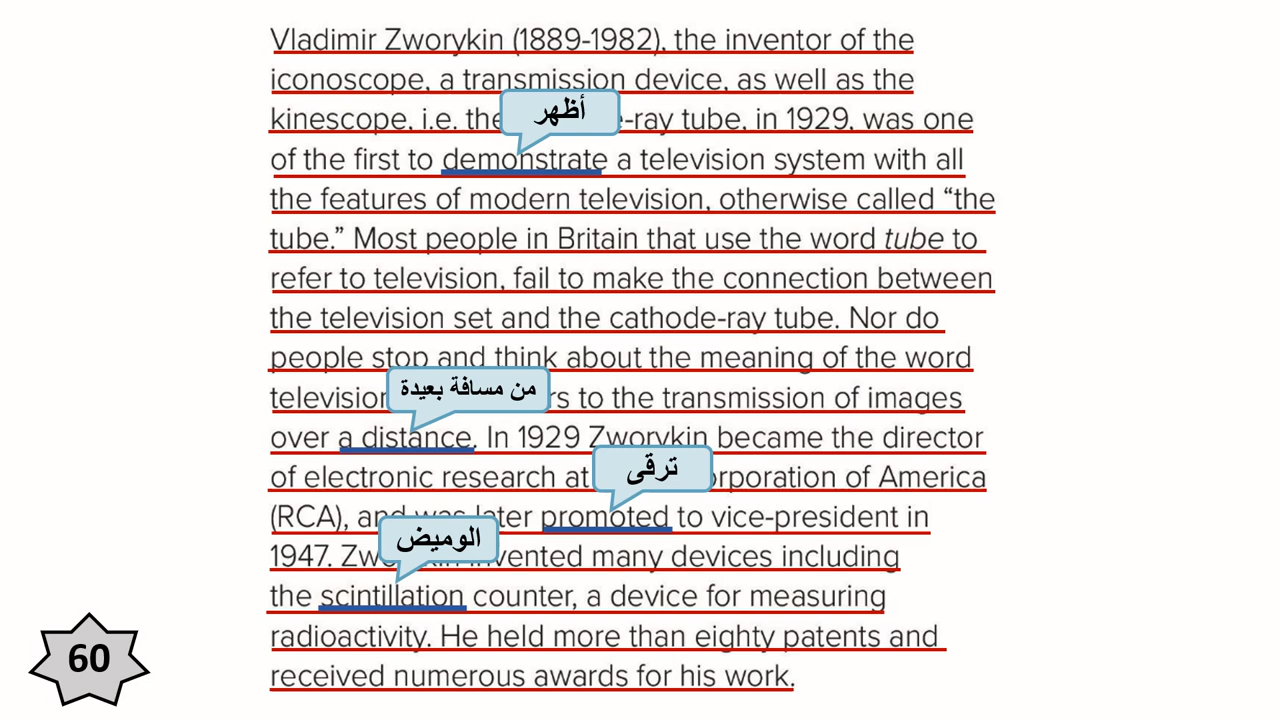 Vladimir Zworykin (1889-1982), the inventor of the
iconoscope, a transmission device, as well as the
أظهر
kinescope, i.e. the -ray tube, in 1929, was one
of the first to demonstrate a television system with all
the features of modern television, otherwise called “the
tube.” Most people in Britain that use the word tube to
refer to television, fail to make the connection between
the television set and the cathode-ray tube. Nor do
people stop and think about the meaning of the word
من مسافة بعيدة
television to the transmission of images
over a distance. In 1929 Zworykin became the director
ترقى
of electronic research at of America
(RCA), and was later promoted to vice-president in
الوميض
1947. Zworykin invented many devices including
the scintillation counter, a device for measuring
radioactivity. He held more than eighty patents and
received numerous awards for his work.
60